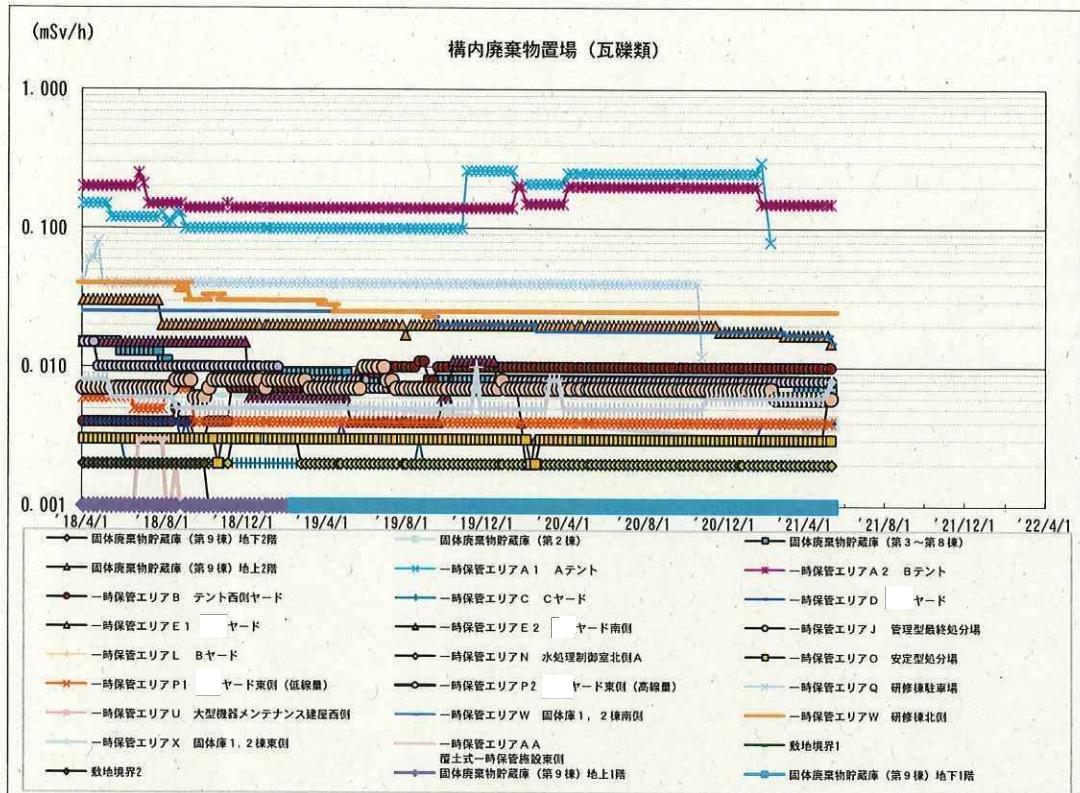 (mSv/h)
構内廃棄物置場（瓦礫類）
1.000
0.100
0.010
0.001
'18/4/1 '18/8/1 '18/12/1 '19/4/1 '19/8/1 '19/12/1 '20/4/1 '20/8/1 '20/12/1 '21/4/1 '21/8/1 '21/12/1 '22/4/1
固体廃棄物貯蔵庫（第９棟）地下2階 固体廃棄物貯蔵庫（第２棟） 固体廃棄物貯蔵庫（第３～第８棟）
固体廃棄物貯蔵庫（第９棟）地上2階 一時保管エリアＡ１ Ａテント 一時保管エリアＡ２ Ｂテント
一時保管エリアＢ テント西側ヤード 一時保管エリアＣ Ｃヤード 一時保管エリアＤ ヤード
一時保管エリアＥ１ ヤード 一時保管エリアＥ２ ヤード南側 一時保管エリアＪ 管理型最終処分場
一時保管エリアＬ Ｂヤード 一時保管エリアＮ 水処理制御室北側Ａ 一時保管エリアＯ 安定型処分場
一時保管エリアＰ１ ヤード東側（低線量） 一時保管エリアＰ２ ヤード東側（高線量） 一時保管エリアＱ 研修棟駐車場
一時保管エリアＵ 大型機器メンテナンス建屋西側 一時保管エリアＷ 固体庫１,２棟南側 一時保管エリアＷ 研修棟北側
一時保管エリアＸ 固体庫１,２棟東側 一時保管エリアＡＡ 敷地境界1
覆土式一時保管施設東側
敷地境界2 固体廃棄物貯蔵庫（第９棟）地上1階 固体廃棄物貯蔵庫（第９棟）地下1階